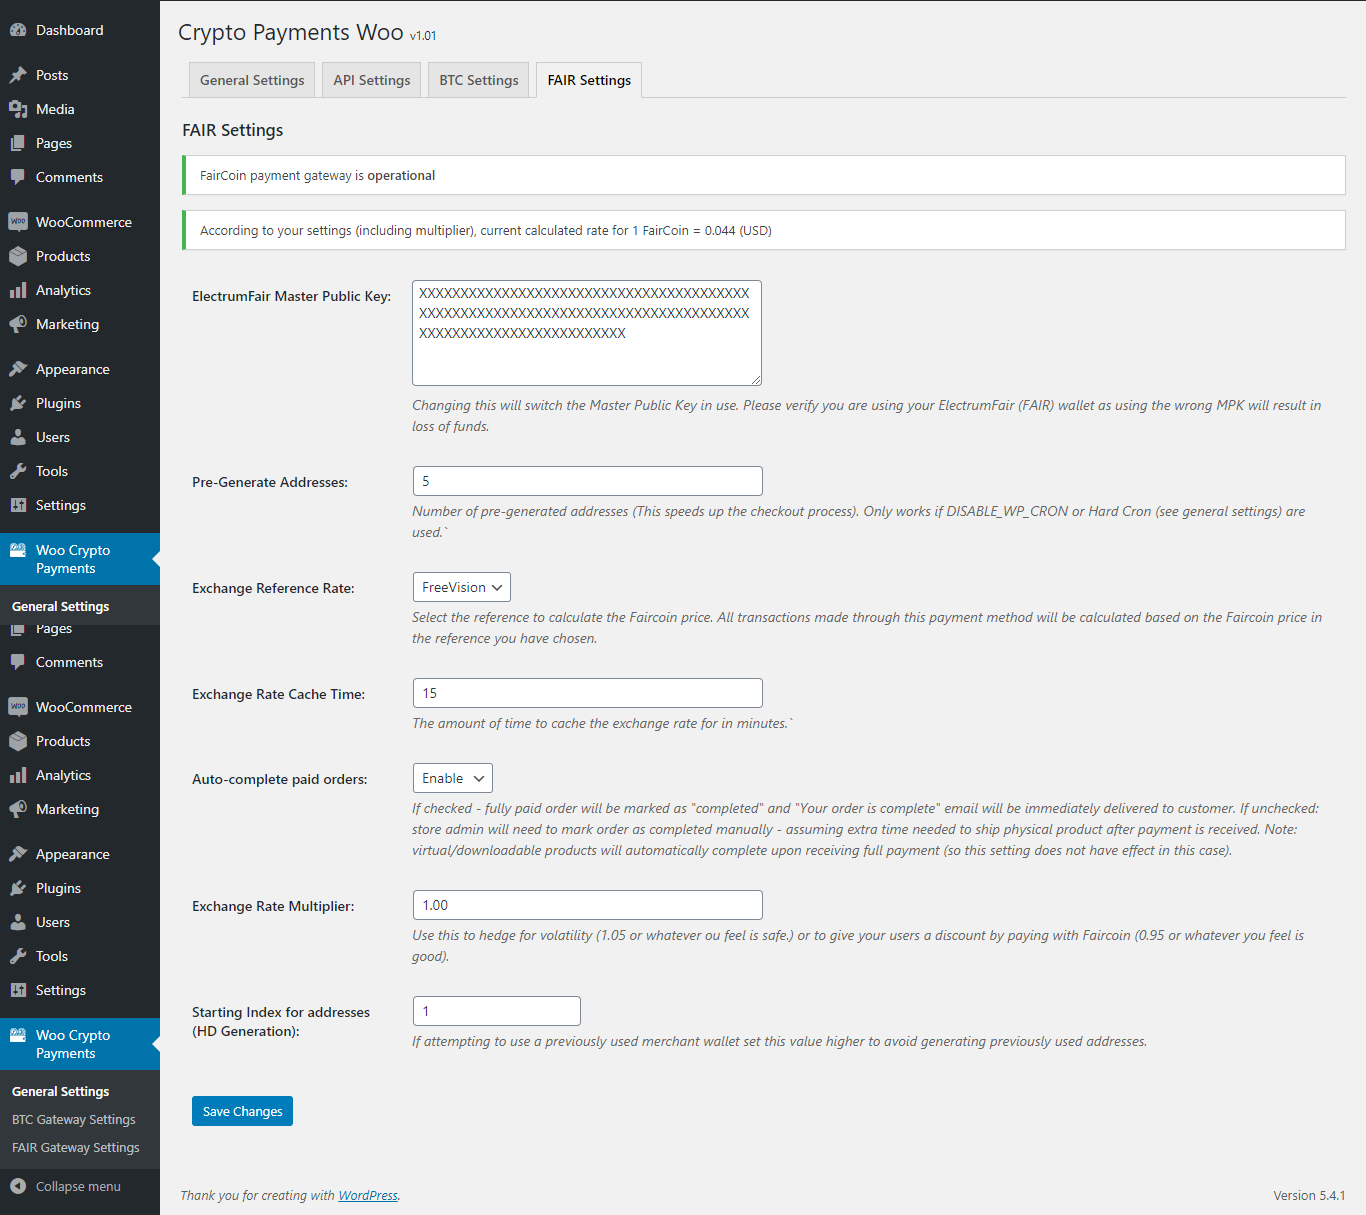 Dashboard
Posts
Media
Pages
Comments
WOO WooCommerce
Products
Analytics
Marketing
Appearance
Plugins
Users
Tools
Settings
Woo Crypto
Payments
General Settings
Pages
Comments
WOO WooCommerce
Products
Analytics
Marketing
Appearance
Plugins
Users
Tools
Settings
Woo Crypto
Payments
General Settings
BTC Gateway Settings
FAIR Gateway Settings
Collapse menu
Crypto Payments Woo v1.01
General Settings API Settings BTC Settings FAIR Settings
FAIR Settings
FairCoin payment gateway is operational
According to your settings (including multiplier), current calculated rate for 1 FairCoin = 0.044 (USD)
ElectrumFair Master Public Key:
XXXXXXXXXXXXXXXXXXXXXXXXXXXXXXXXXXXXXXXX
XXXXXXXXXXXXXXXXXXXXXXXXXXXXXXXXXXXXXXXX
XXXXXXXXXXXXXXXXXXXXXXXXX
Changing this will switch the Master Public Key in use. Please verify you are using your ElectrumFair (FAIR) wallet as using the wrong MPK will result in
loss of funds.
Pre-Generate Addresses: 5
Number of pre-generated addresses (This speeds up the checkout process). Only works if DISABLE_WP_CRON or Hard Cron (see general settings) are
used.`
Exchange Reference Rate: FreeVision
Select the reference to calculate the Faircoin price. All transactions made through this payment method will be calculated based on the Faircoin price in
the reference you have chosen.
Exchange Rate Cache Time: 15
The amount of time to cache the exchange rate for in minutes.`
Auto-complete paid orders: Enable
If checked - fully paid order will be marked as "completed" and "Your order is complete" email will be immediately delivered to customer. If unchecked:
store admin will need to mark order as completed manually - assuming extra time needed to ship physical product after payment is received. Note:
virtual/downloadable products will automatically complete upon receiving full payment (so this setting does not have effect in this case).
Exchange Rate Multiplier: 1.00
Use this to hedge for volatility (1.05 or whatever ou feel is safe.) or to give your users a discount by paying with Faircoin (0.95 or whatever you feel is
good).
Starting Index for addresses
(HD Generation):
1
If attempting to use a previously used merchant wallet set this value higher to avoid generating previously used addresses.
Save Changes
Thank you for creating with WordPress. Version 5.4.1